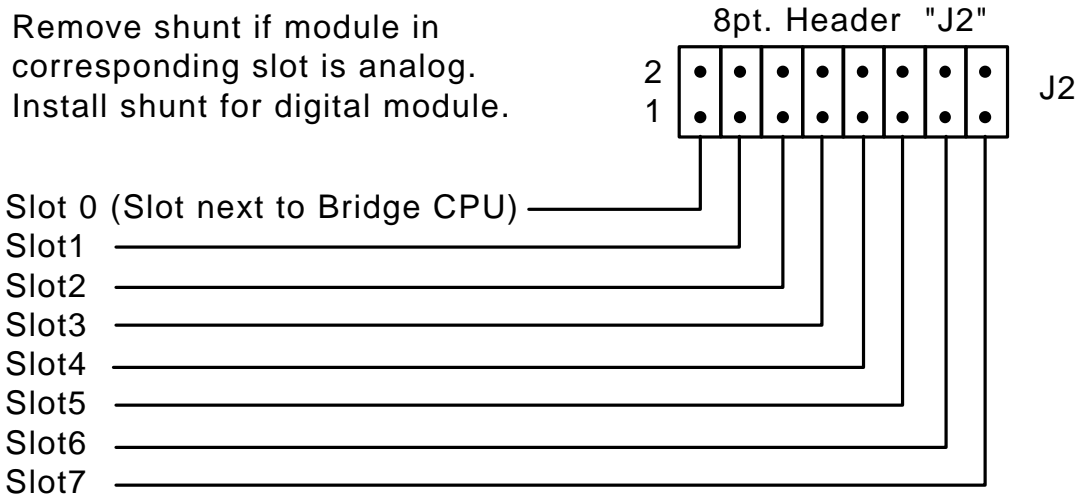 Remove shunt if module in
corresponding slot is analog.
Install shunt for digital module.
8pt. Header "J2"
2
1
J2
Slot 0 (Slot next to Bridge CPU)
Slot1
Slot2
Slot3
Slot4
Slot5
Slot6
Slot7